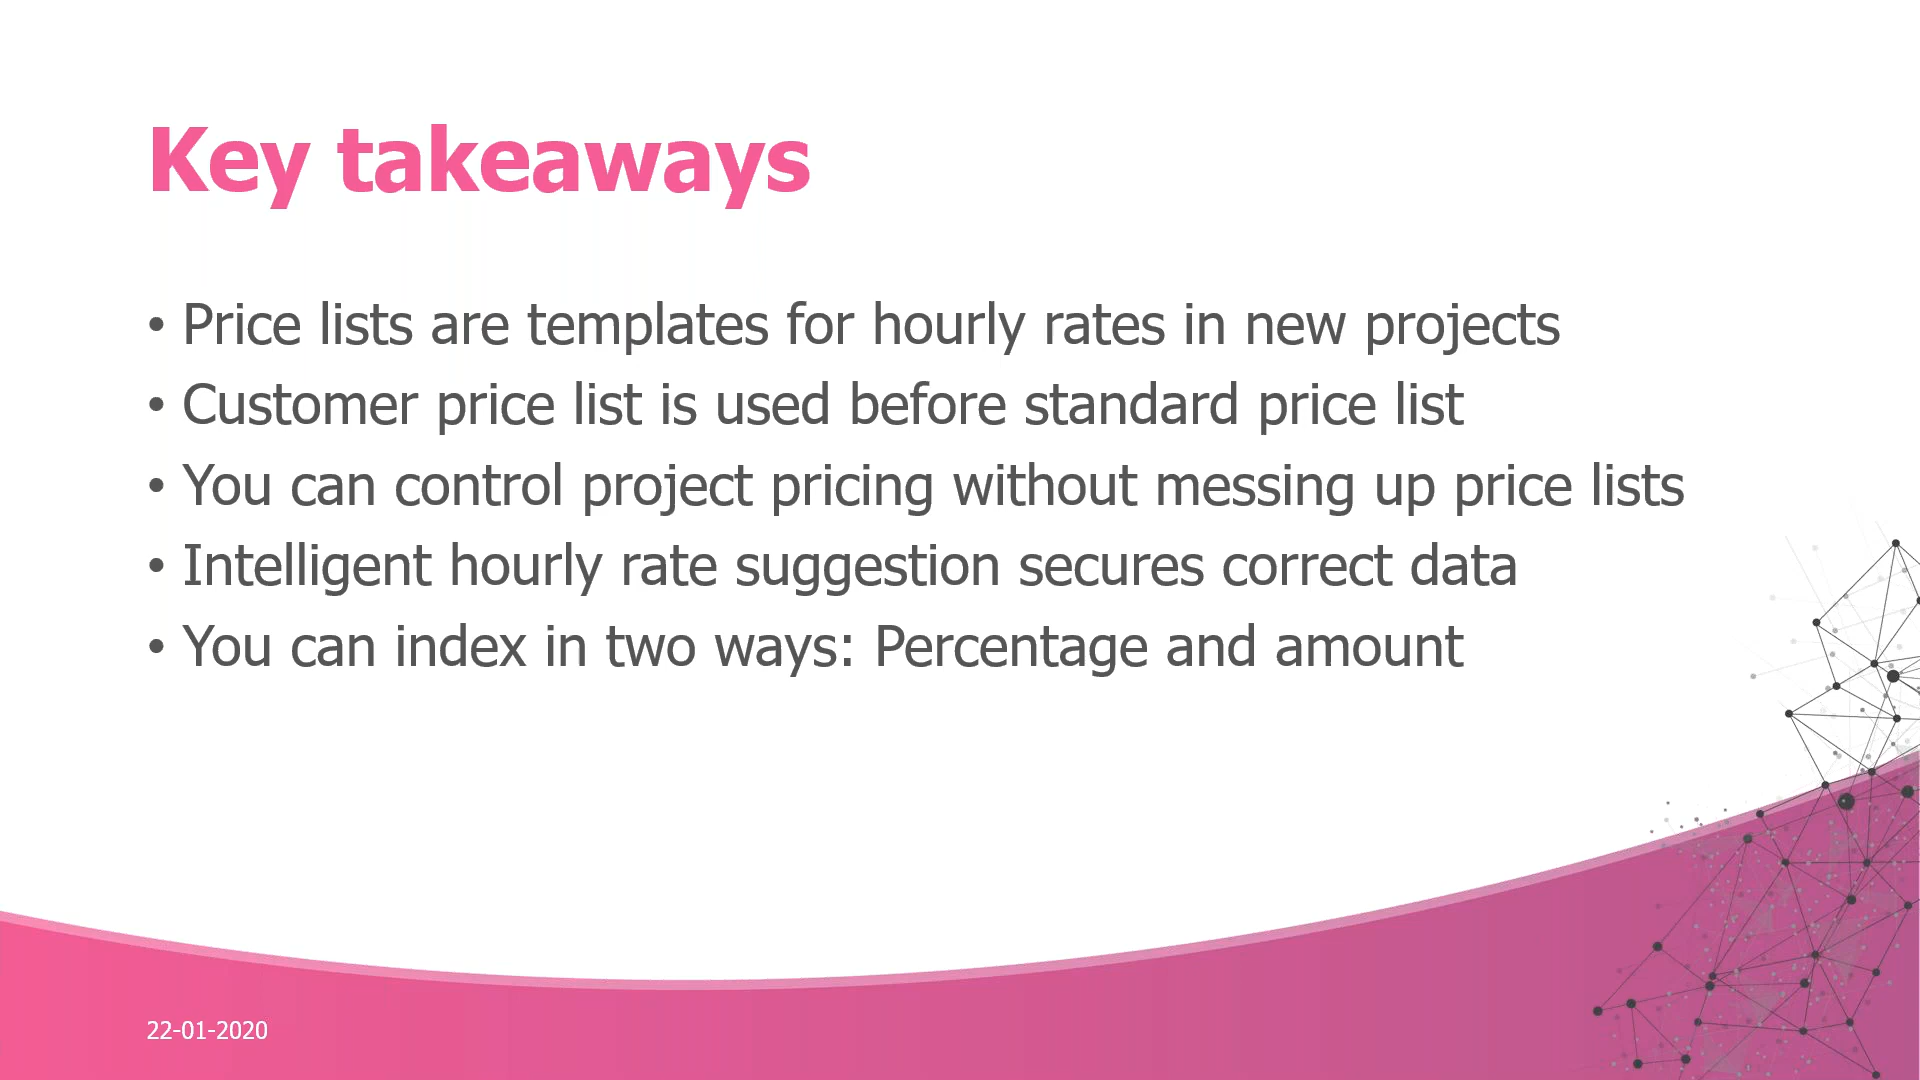 Key takeaways
• Price lists are templates for hourly rates in new projects
• Customer price list is used before standard price list
• You can control project pricing without messing up price lists
• Intelligent hourly rate suggestion secures correct data
• You can index in two ways: Percentage and amount
22-01-2020